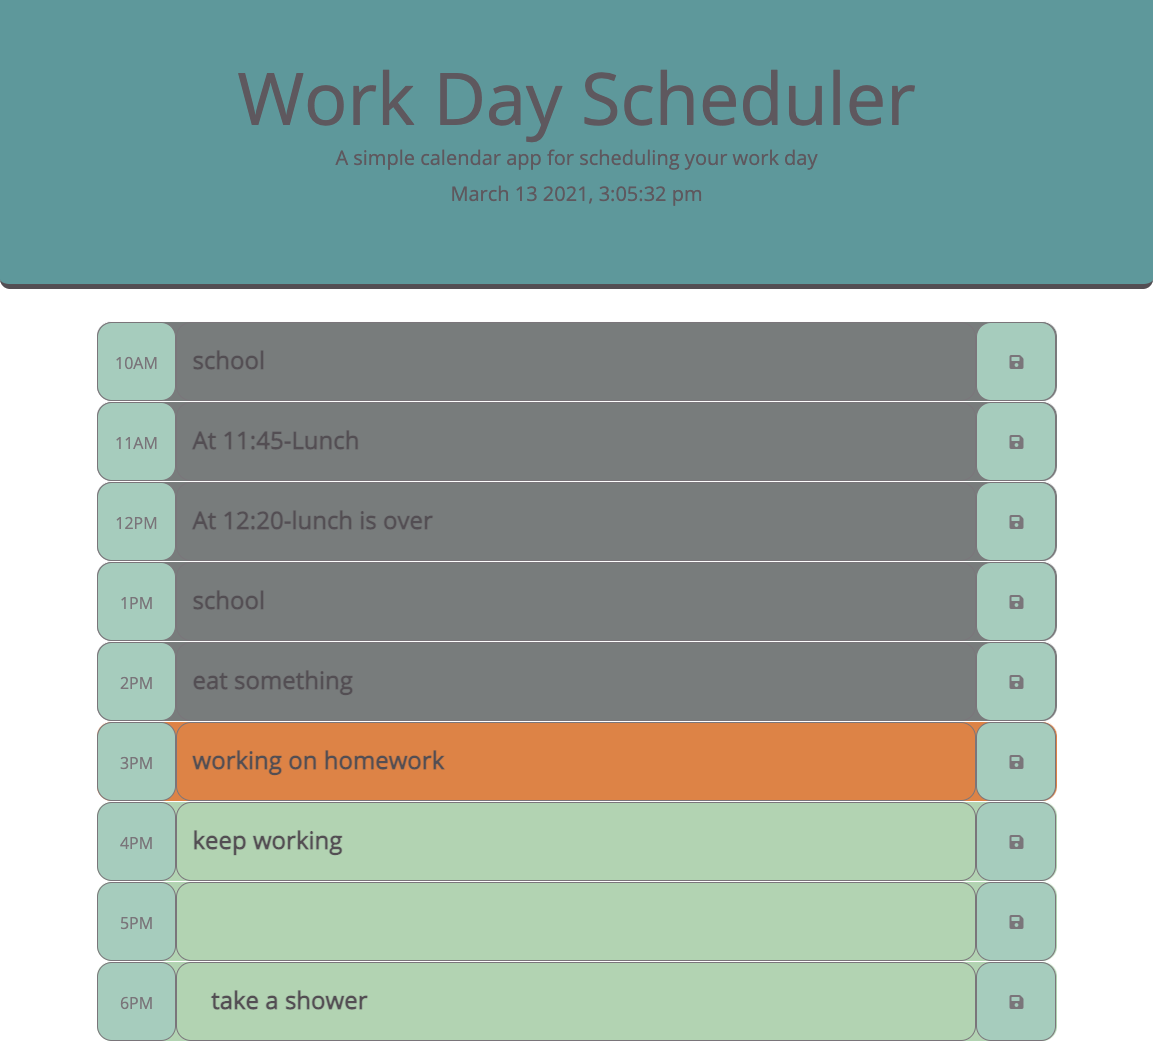 Work Day Scheduler
A simple calendar app for scheduling your work day
March 13 2021, 3:05:32 pm
10AM school
11AM At 11:45-Lunch
12PM At 12:20-lunch is over
1PM school
2PM eat something
3PM working on homework
4PM keep working
5PM
6PM take a shower